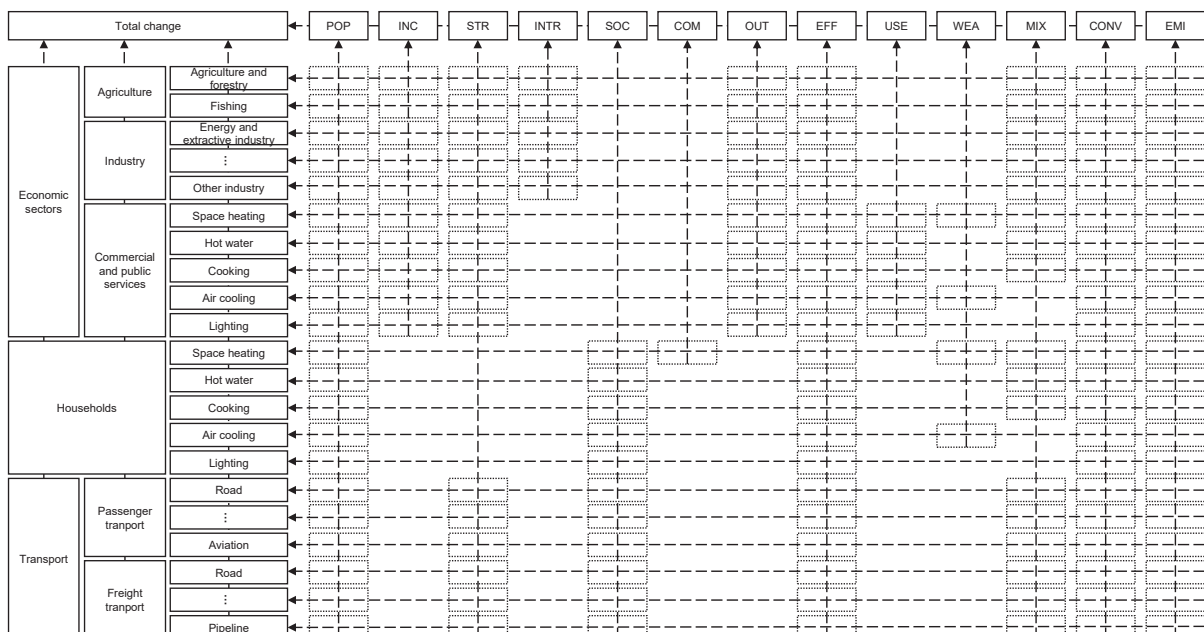 Total change
POP
INC
STR
INTR
SOC
COM
OUT
EFF
USE
WEA
MIX
CONV
EMI
Economic
sectors
Agriculture
Agriculture and
forestry
Fishing
Industry
Energy and
extractive industry
⋮
Other industry
Commercial
and public
services
Space heating
Hot water
Cooking
Air cooling
Lighting
Households
Space heating
Hot water
Cooking
Air cooling
Lighting
Transport
Passenger
tranport
Road
⋮
Aviation
Freight
tranport
Road
⋮
Pipeline